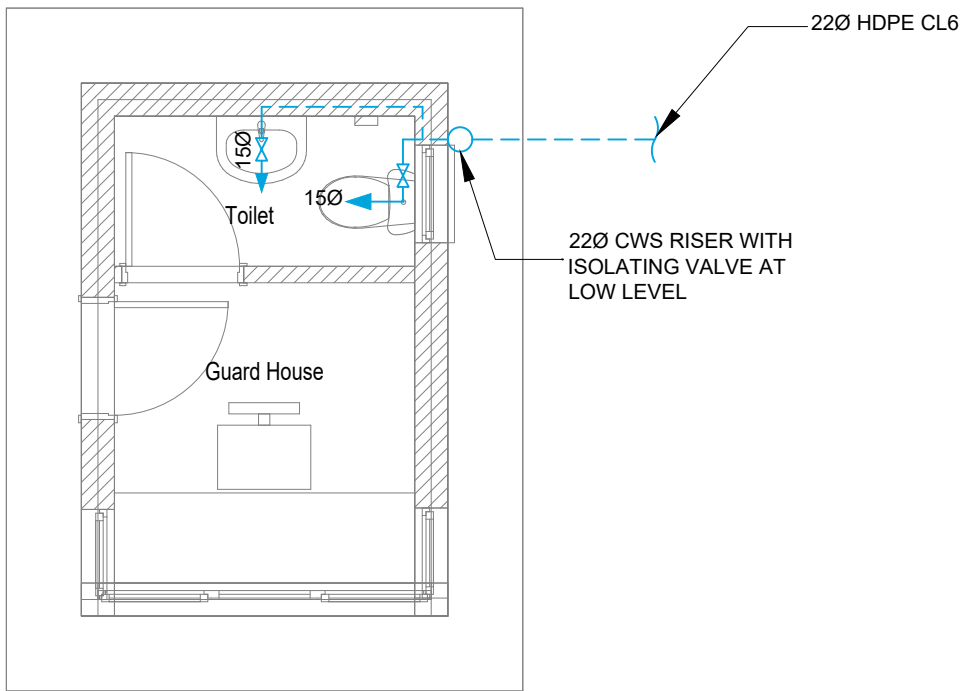 22Ø HDPE CL6
15Ø
15Ø
Toilet
22Ø CWS RISER WITH
ISOLATING VALVE AT
LOW LEVEL
Guard House